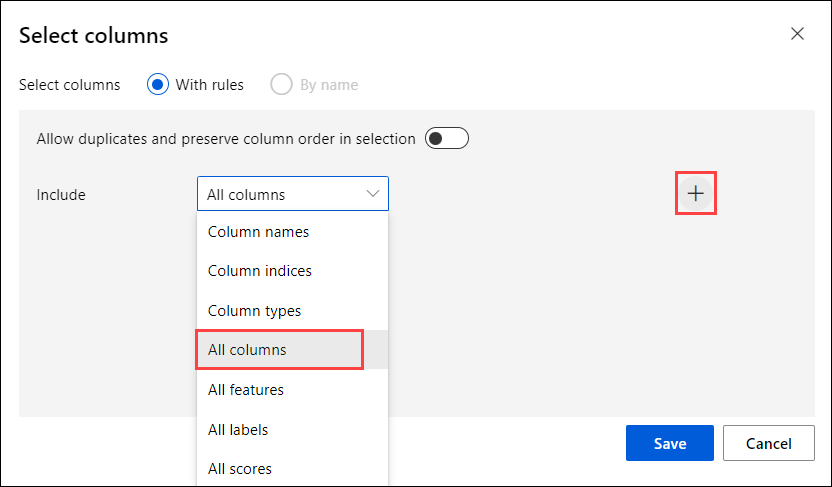 Select columns
Select columns With rules By name
Allow duplicates and preserve column order in selection
Include All columns
Column names
Column indices
Column types
All columns
All features
All labels
All scores
Save Cancel